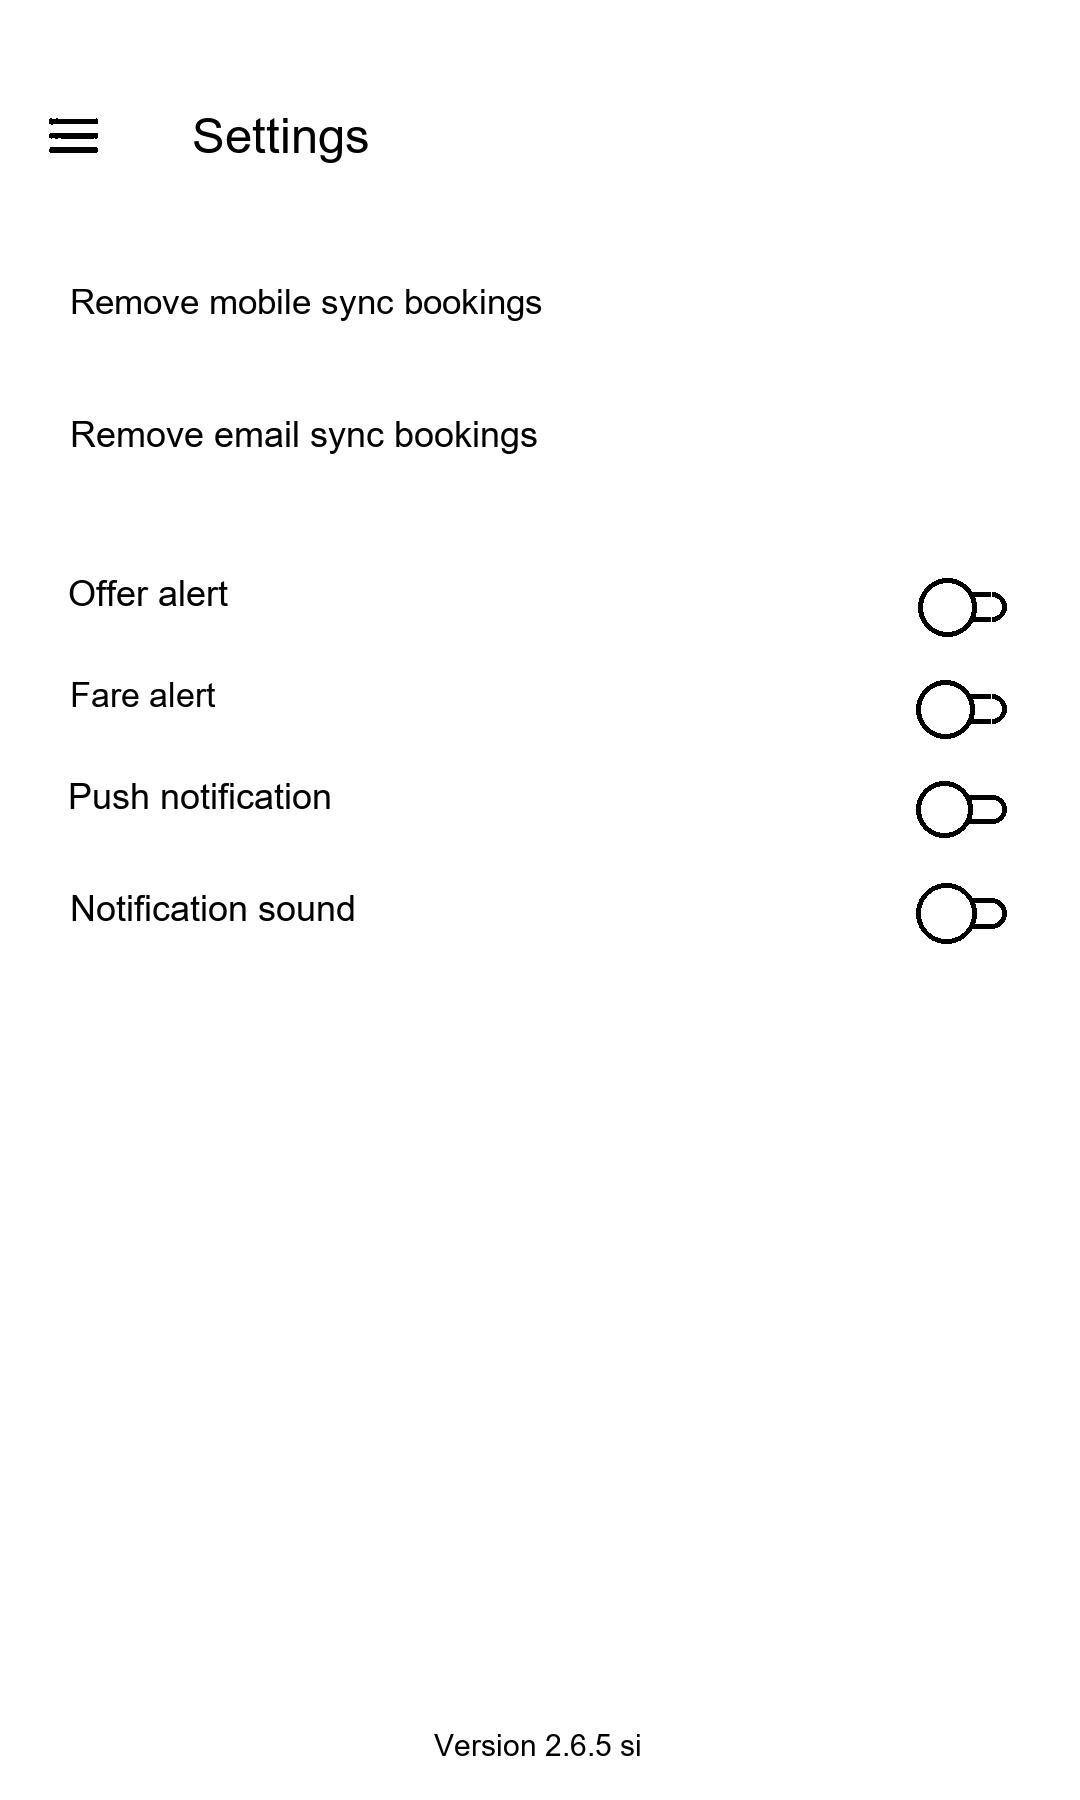 Settings
Remove mobile sync bookings
Remove email sync bookings
Offer alert
Fare alert
Push notification
Notification sound
Version 2.6.5 si